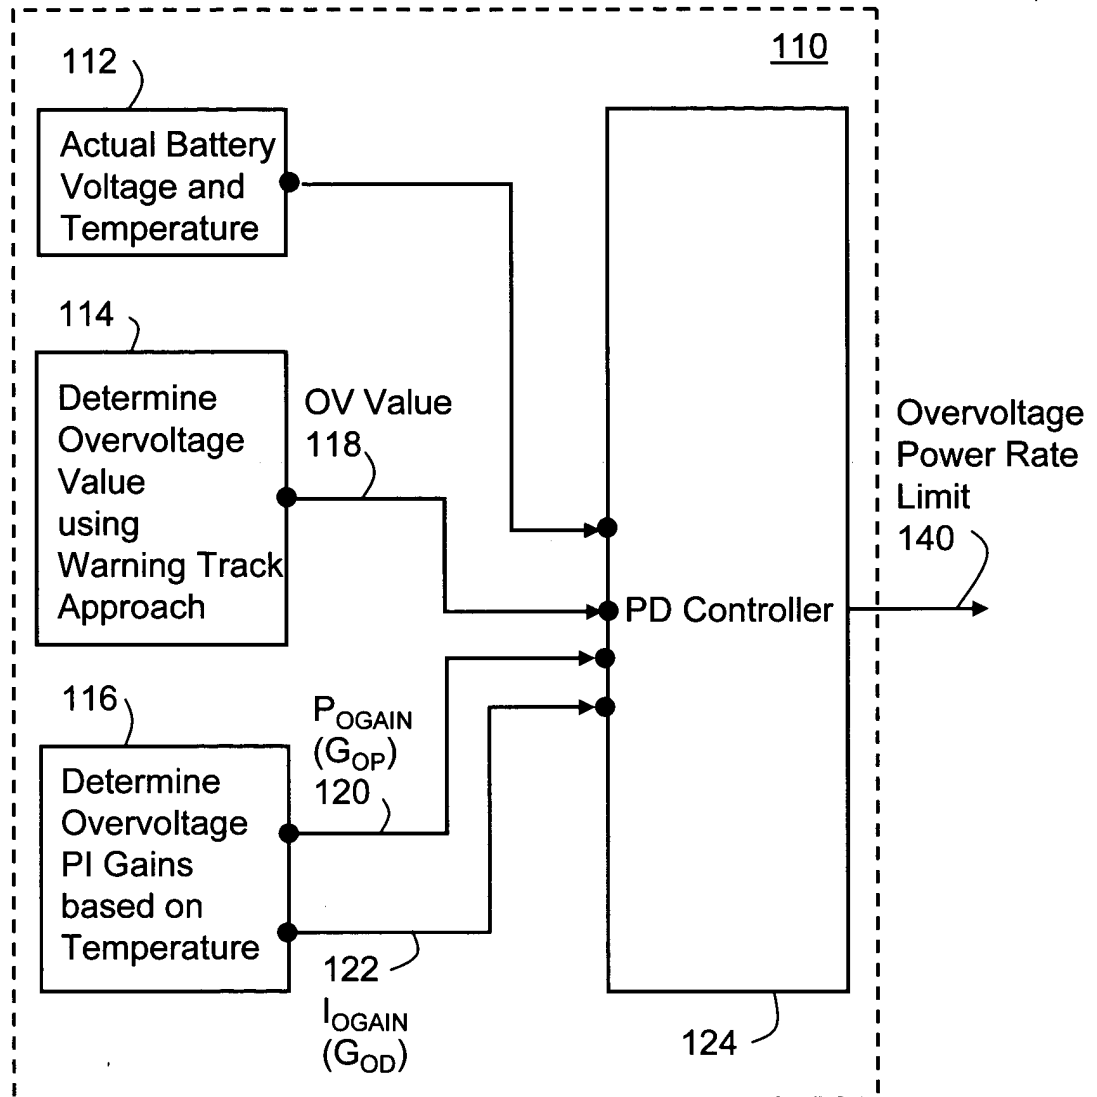 110
112
Actual Battery
Voltage and
Temperature
114
Determine
Overvoltage
Value
using
Warning Track
Approach
OV Value
118
116
Determine
Overvoltage
PI Gains
based on
Temperature
P_OGAIN
(G_OP)
120
122
I_OGAIN
(G_OD)
PD Controller
124
Overvoltage
Power Rate
Limit
140